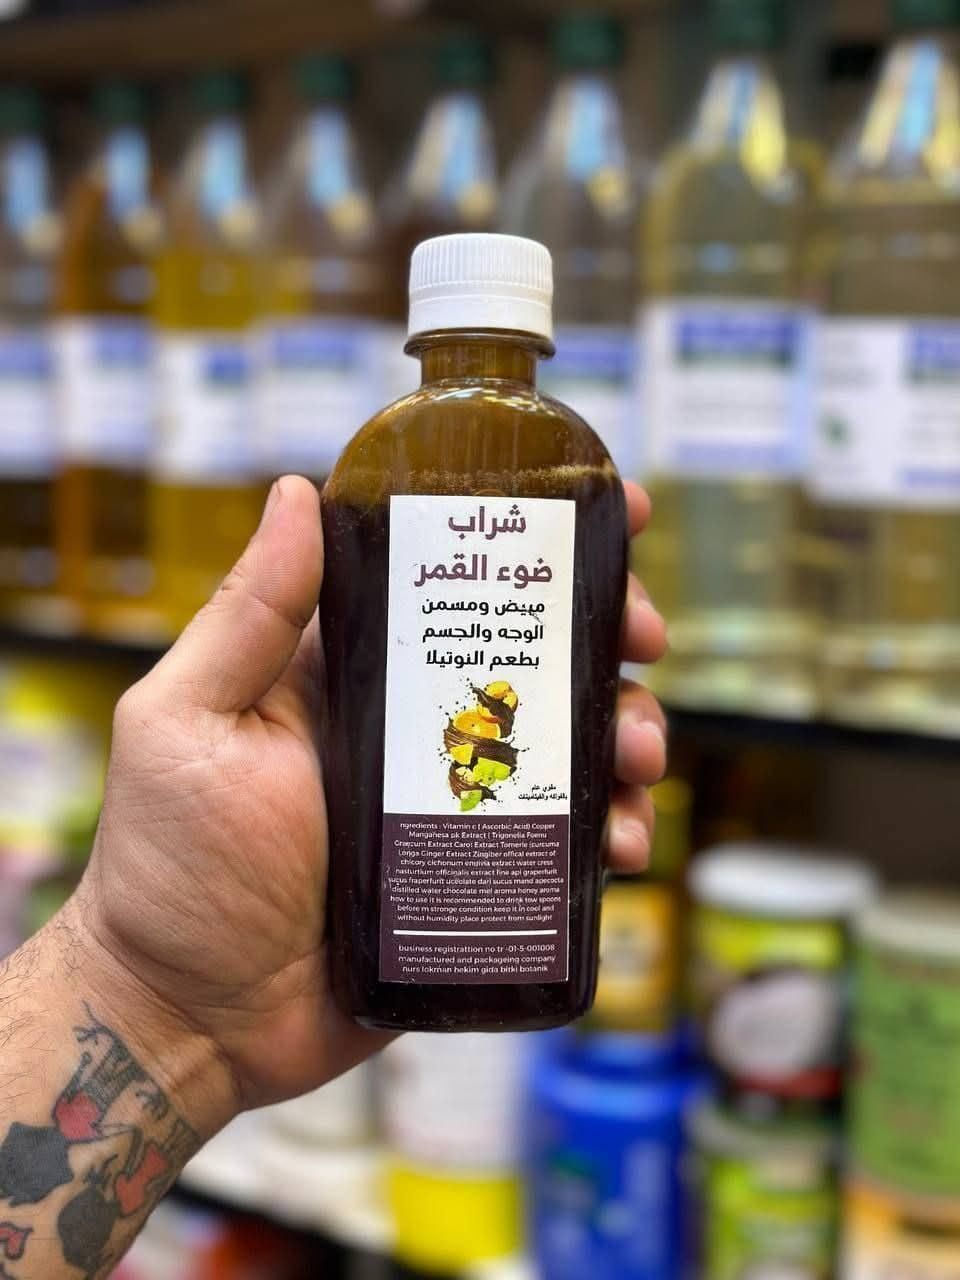 شراب
ضوء القمر
مبيض ومسمن
الوجه والجسم
بطعم النوتيلا
مقوي عام
بالفواكه والفيتامينات
ngredients : Vitamin c ( Ascorbic Acid) Copper
Manganesa pk Extract ( Trigonella Foenu
Graecum Extract Carot Extract Tomerle (curcuma
Longa Ginger Extract Zingiber offical extract of
chicory cichorium engivia extract water cress
nasturtium officinalis extract fine api grapefurit
sucus fraperfurit uceolate dari sucus mand apecocta
distilled water chocolate mel aroma honey aroma
how to use it is recommended to drink tow spoons
before m stronge condition keep it in cool and
without humidity place protect from sunlight
business registrattion no tr -01-5-001008
manufactured and packageing company
nurs lokman hekim gida bitki botanik